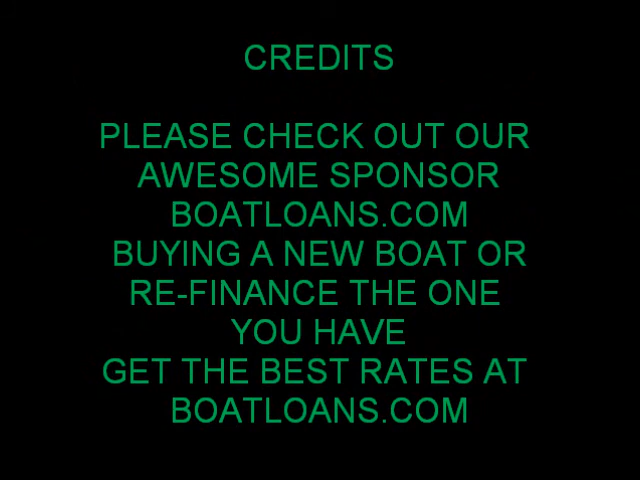 CREDITS
PLEASE CHECK OUT OUR
AWESOME SPONSOR
BOATLOANS.COM
BUYING A NEW BOAT OR
RE-FINANCE THE ONE
YOU HAVE
GET THE BEST RATES AT
BOATLOANS.COM